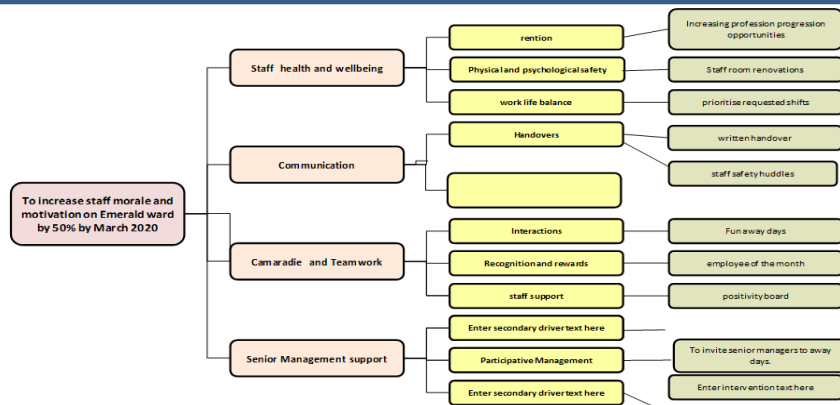 To increase staff morale and
motivation on Emerald ward
by 50% by March 2020
Staff health and wellbeing
Communication
Camaradie and Teamwork
Senior Management support
rention
Physical and psychological safety
work life balance
Handovers
Interactions
Recognition and rewards
staff support
Enter secondary driver text here
Participative Management
Enter secondary driver text here
Increasing profession progression
opportunities
Staff room renovations
prioritise requested shifts
written handover
staff safety huddles
Fun away days
employee of the month
positivity board
To invite senior managers to away
days.
Enter intervention text here